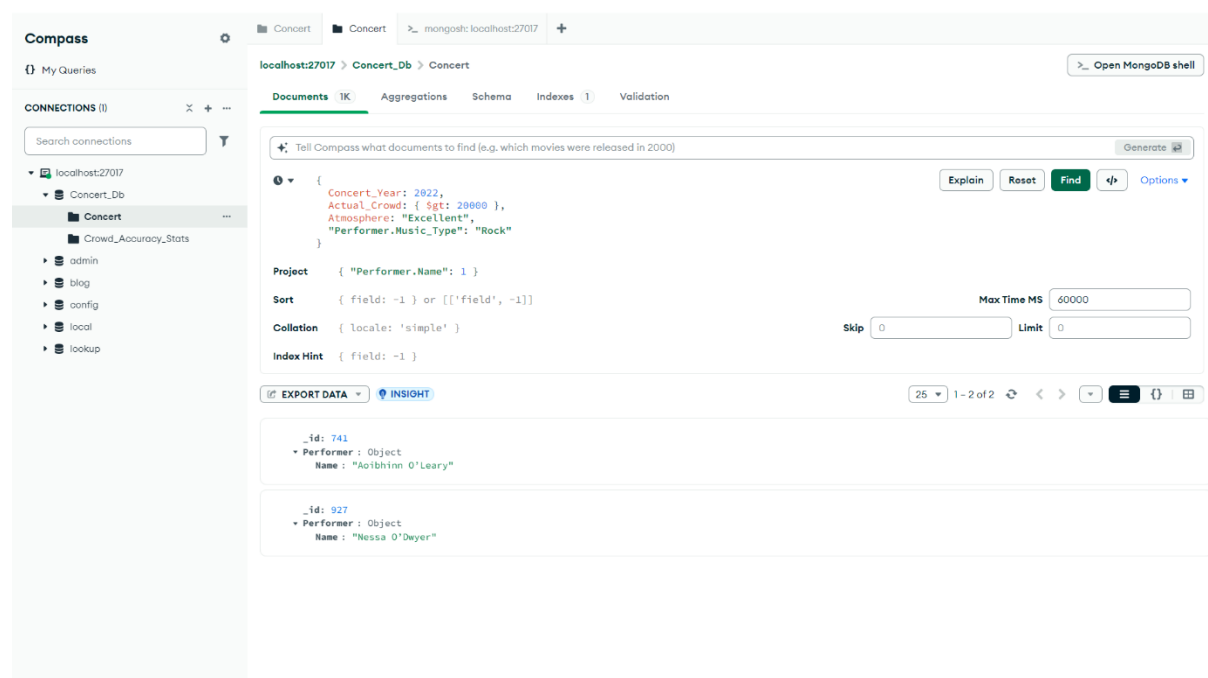 Compass
My Queries
CONNECTIONS (1)
Search connections
localhost:27017
Concert_Db
Concert
Crowd_Accuracy_Stats
admin
blog
config
local
lookup
Concert
Concert
>_ mongosh: localhost:27017
localhost:27017 > Concert_Db > Concert
>_ Open MongoDB shell
Documents 1K Aggregations Schema Indexes 1 Validation
Tell Compass what documents to find (e.g. which movies were released in 2000)
Generate
{
Concert_Year: 2022,
Actual_Crowd: { $gt: 20000 },
Atmosphere: "Excellent",
"Performer.Music_Type": "Rock"
}
Explain Reset Find </> Options
Project { "Performer.Name": 1 }
Sort { field: -1 } or [['field', -1]]
Max Time MS 60000
Collation { locale: 'simple' }
Skip 0 Limit 0
Index Hint { field: -1 }
EXPORT DATA INSIGHT
25 1 – 2 of 2
_id: 741
Performer : Object
Name : "Aoibhinn O'Leary"
_id: 927
Performer : Object
Name : "Nessa O'Dwyer"